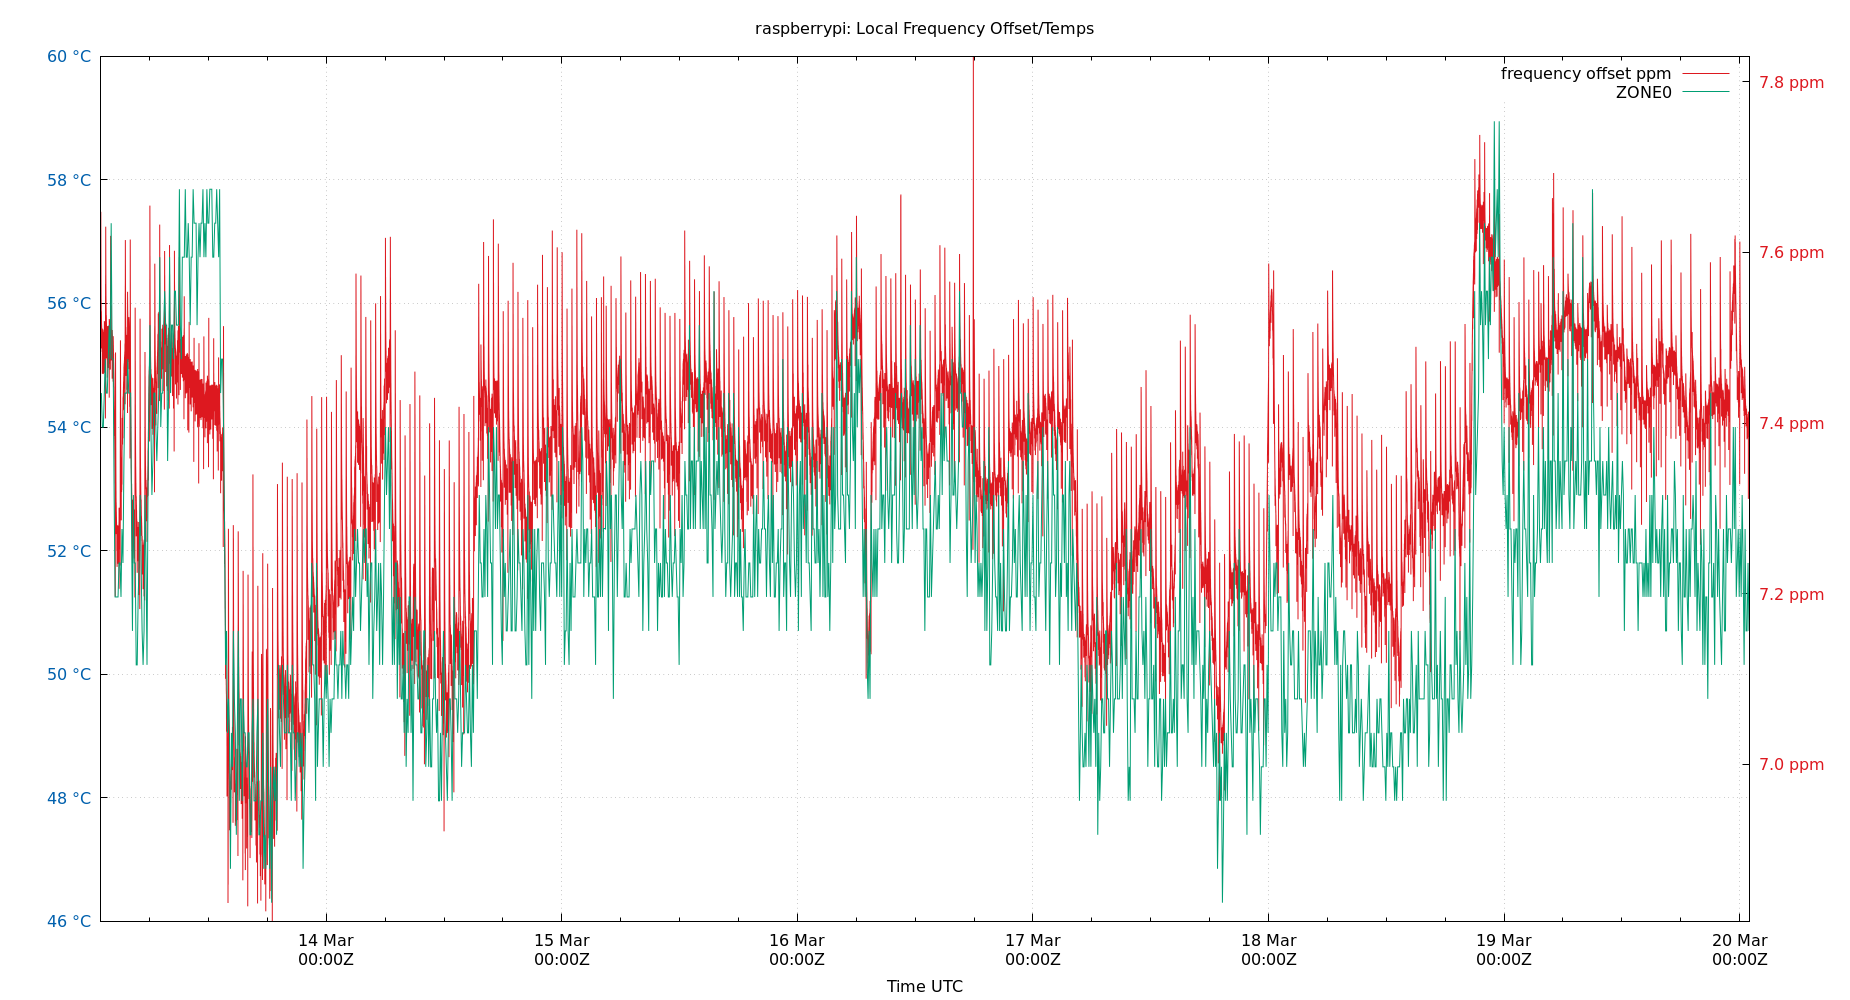 raspberrypi: Local Frequency Offset/Temps
60 °C
58 °C
56 °C
54 °C
52 °C
50 °C
48 °C
46 °C
frequency offset ppm
ZONE0
7.8 ppm
7.6 ppm
7.4 ppm
7.2 ppm
7.0 ppm
14 Mar
00:00Z
15 Mar
00:00Z
16 Mar
00:00Z
17 Mar
00:00Z
18 Mar
00:00Z
19 Mar
00:00Z
20 Mar
00:00Z
Time UTC